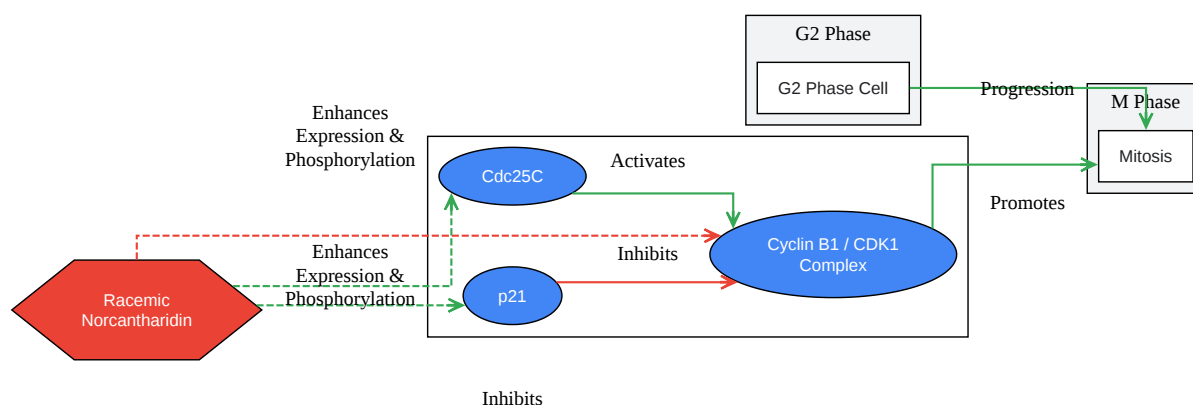 G2 Phase
G2 Phase Cell
Progression
M Phase
Mitosis
Enhances
Expression &
Phosphorylation
Cdc25C
Activates
Promotes
Cyclin B1 / CDK1
Complex
Inhibits
Enhances
Expression &
Phosphorylation
p21
Racemic
Norcantharidin
Inhibits